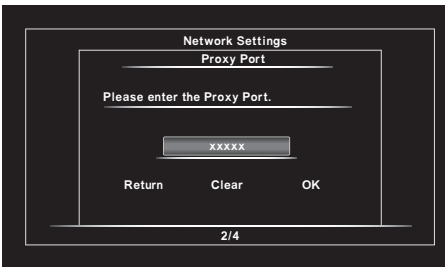 Network Settings
Proxy Port
Please enter the Proxy Port.
xxxxx
Return Clear OK
2/4